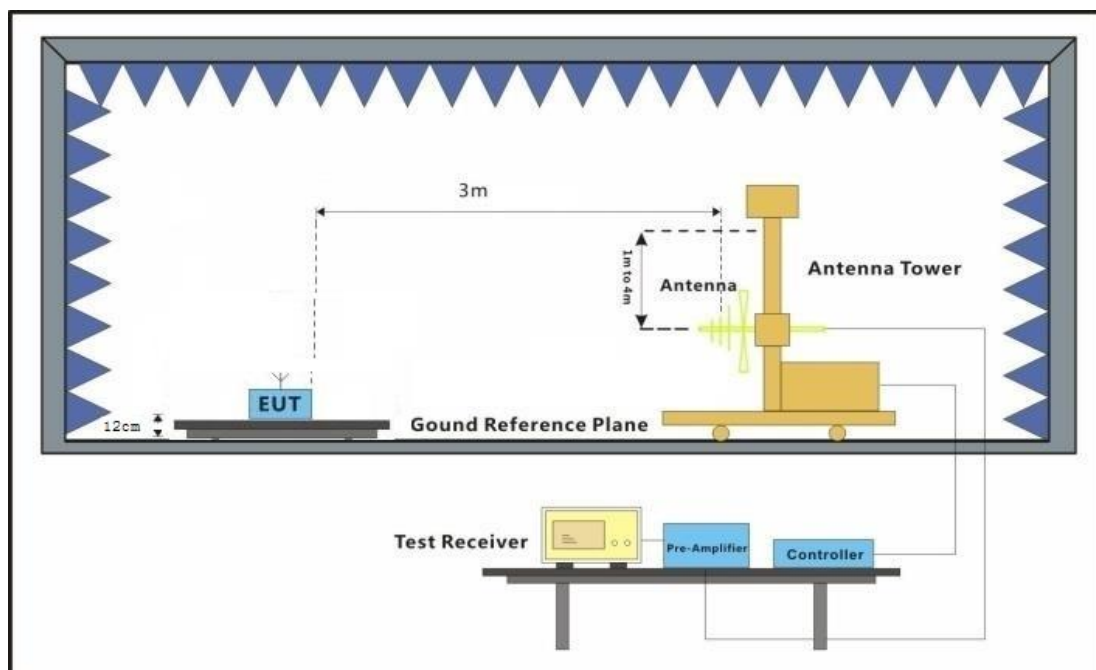 3m
1m to 4m
Antenna
Antenna Tower
EUT
12cm
Gound Reference Plane
Test Receiver
Pre-Amplifier
Controller